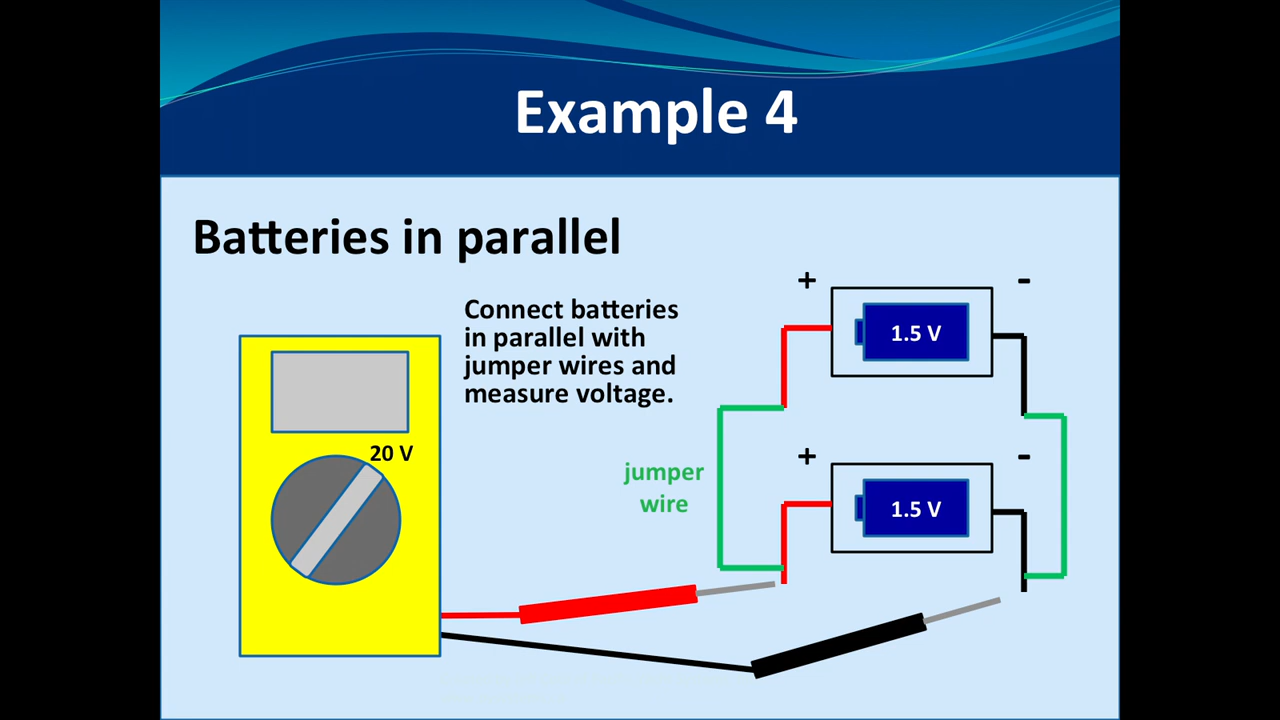 Example 4
Batteries in parallel
Connect batteries
in parallel with
jumper wires and
measure voltage.
20 V
+ -
1.5 V
jumper
wire
+ -
1.5 V